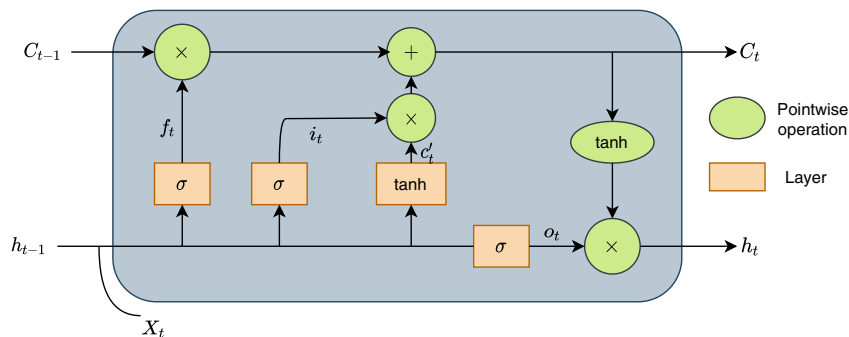 C_{t-1}
×
+
C_t
f_t
i_t
×
c'_t
tanh
Pointwise
operation
σ
σ
tanh
Layer
h_{t-1}
σ
o_t
×
h_t
X_t